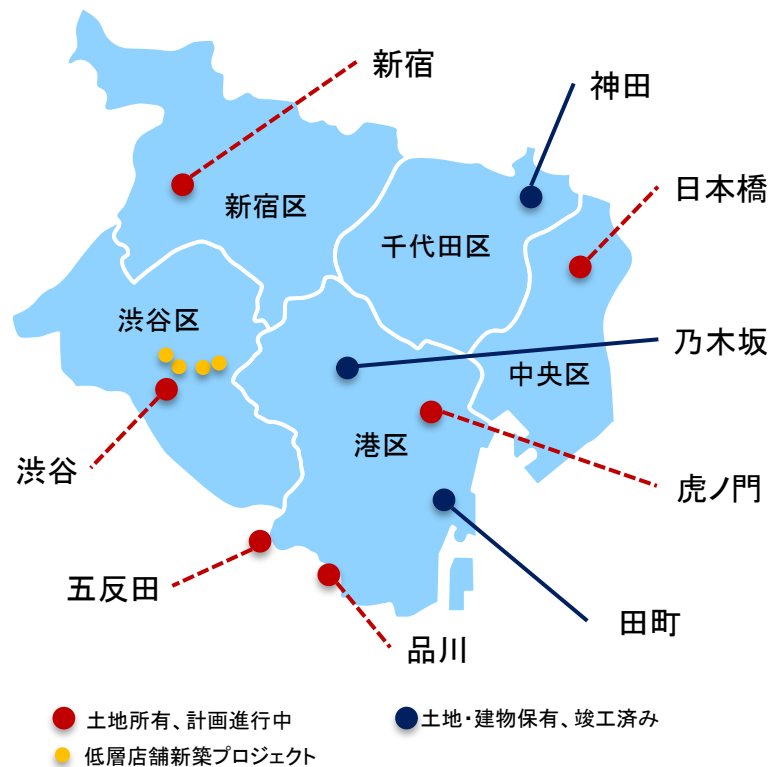 新宿
神田
日本橋
新宿区
千代田区
渋谷区
乃木坂
中央区
港区
渋谷
虎ノ門
五反田
田町
品川
土地所有、計画進行中
土地・建物保有、竣工済み
低層店舗新築プロジェクト